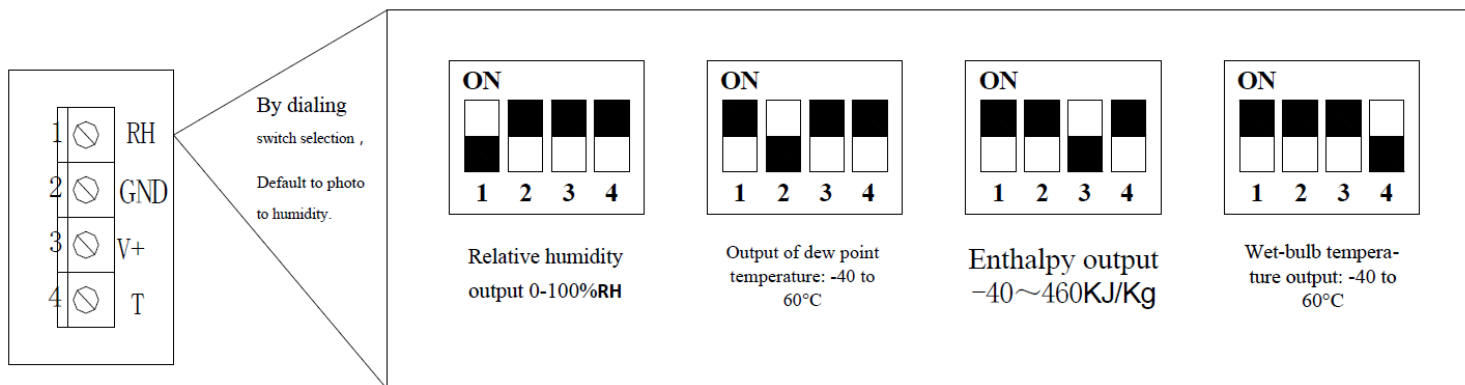 1 RH
2 GND
3 V+
4 T
By dialing
switch selection ,
Default to photo
to humidity.
ON
1 2 3 4
Relative humidity
output 0-100%RH
ON
1 2 3 4
Output of dew point
temperature: -40 to
60°C
ON
1 2 3 4
Enthalpy output
-40～460KJ/Kg
ON
1 2 3 4
Wet-bulb tempera-
ture output: -40 to
60°C